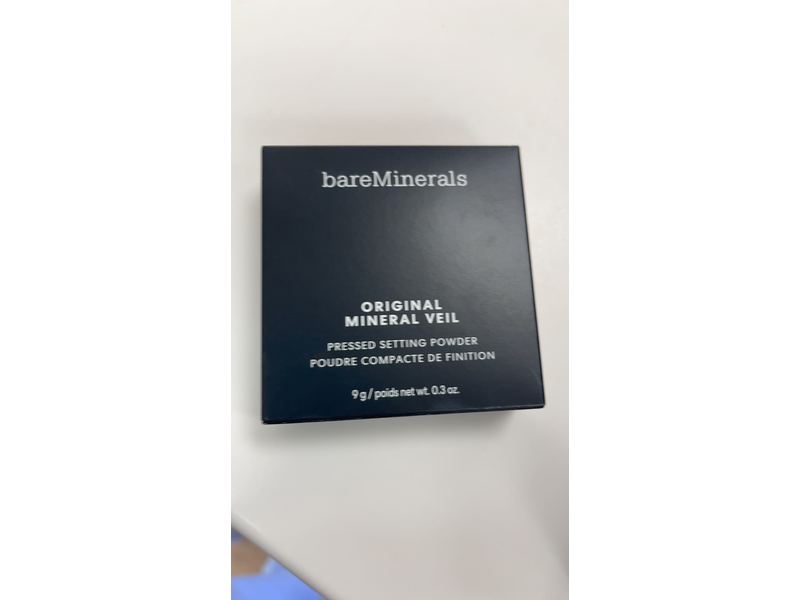 bareMinerals
ORIGINAL
MINERAL VEIL
PRESSED SETTING POWDER
POUDRE COMPACTE DE FINITION
9 g / poids net wt. 0.3 oz.